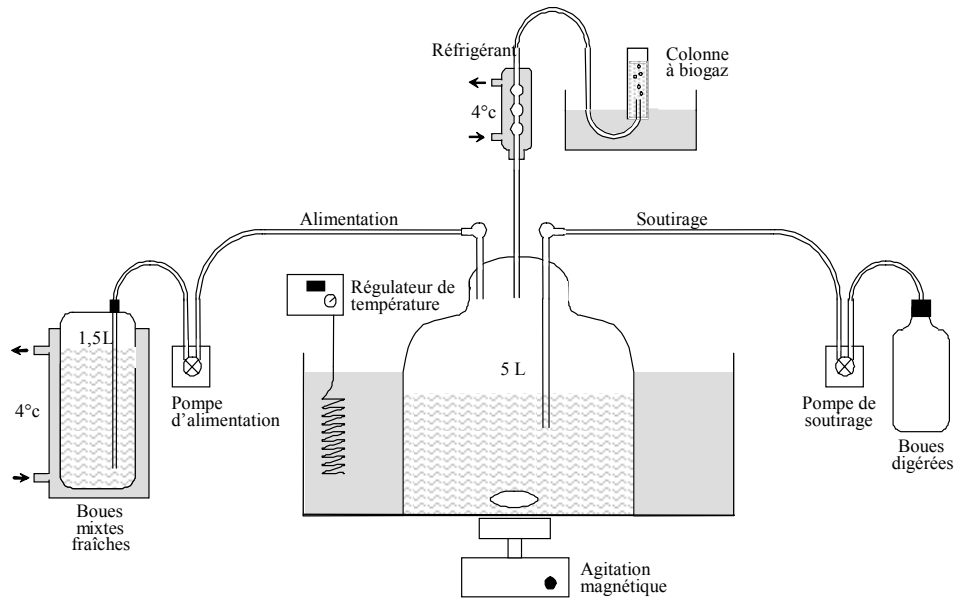 Réfrigérant
Colonne
à biogaz
4°c
Alimentation
Soutirage
Régulateur de
température
1,5L
5 L
4°c
Pompe
d'alimentation
Pompe de
soutirage
Boues
digérées
Boues
mixtes
fraîches
Agitation
magnétique